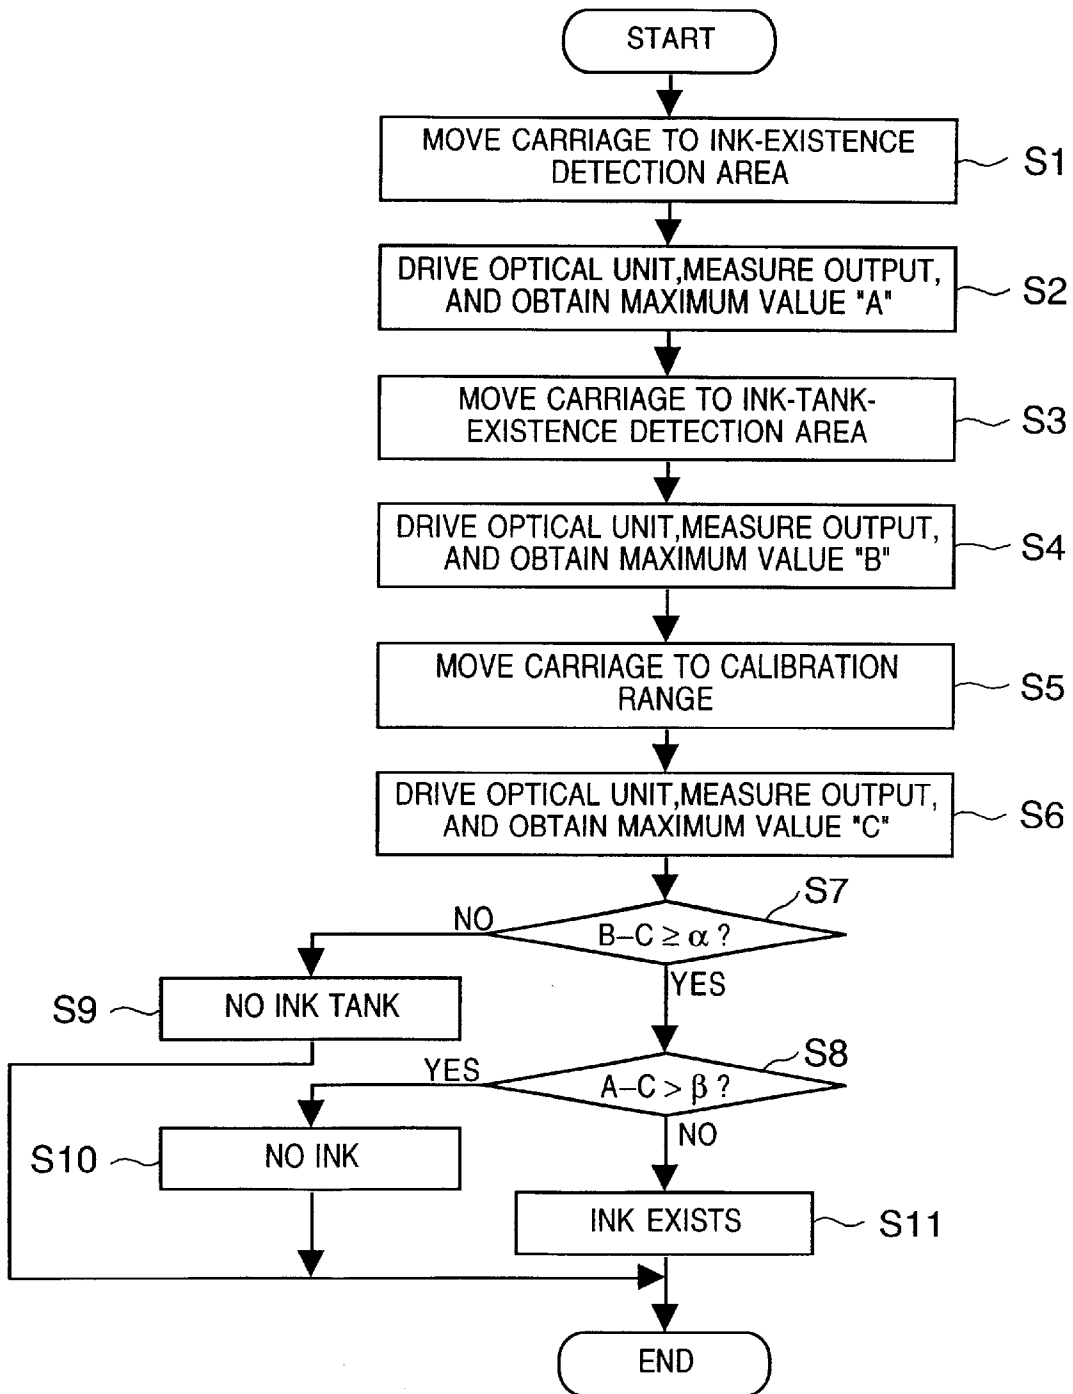 START
MOVE CARRIAGE TO INK-EXISTENCE
DETECTION AREA
S1
DRIVE OPTICAL UNIT,MEASURE OUTPUT,
AND OBTAIN MAXIMUM VALUE "A"
S2
MOVE CARRIAGE TO INK-TANK-
EXISTENCE DETECTION AREA
S3
DRIVE OPTICAL UNIT,MEASURE OUTPUT,
AND OBTAIN MAXIMUM VALUE "B"
S4
MOVE CARRIAGE TO CALIBRATION
RANGE
S5
DRIVE OPTICAL UNIT,MEASURE OUTPUT,
AND OBTAIN MAXIMUM VALUE "C"
S6
S7
NO
B–C ≥ α ?
YES
S9
NO INK TANK
S8
YES
A–C > β ?
NO
S10
NO INK
INK EXISTS
S11
END